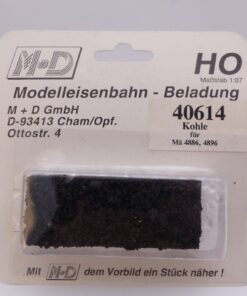 M+D
HO
Maßstab 1:87
Modelleisenbahn - Beladung
M + D GmbH
D-93413 Cham/Opf.
Ottostr. 4
40614
Kohle
für
Mä 4886, 4896
Mit M+D dem Vorbild ein Stück näher !